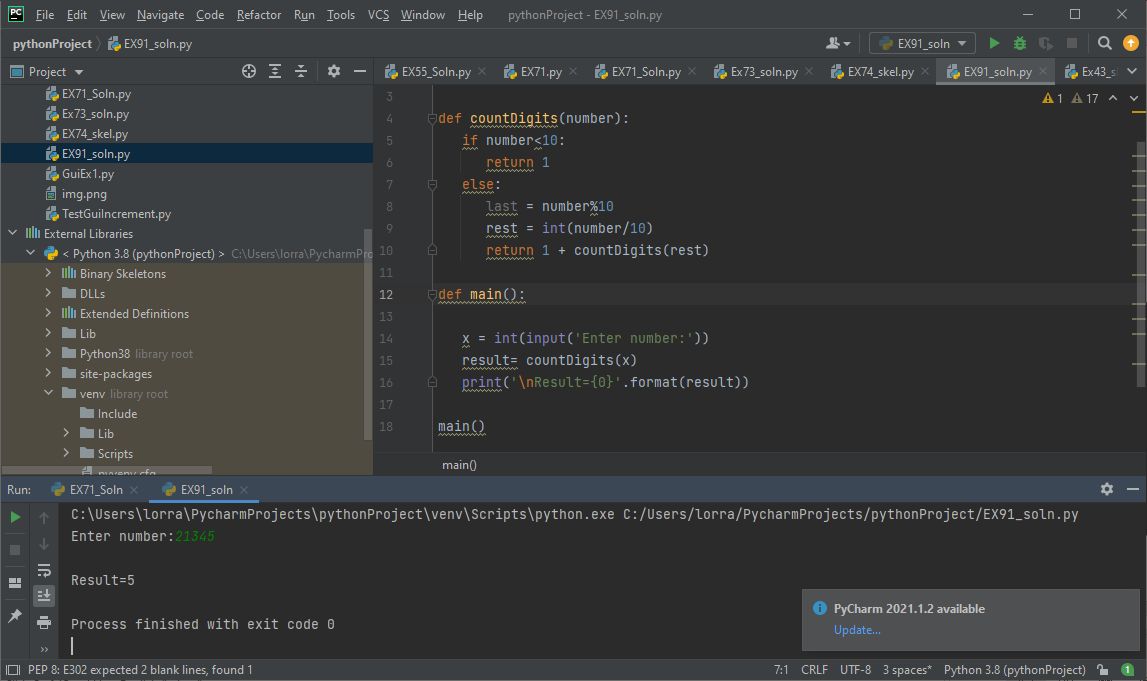 PC File Edit View Navigate Code Refactor Run Tools VCS Window Help pythonProject - EX91_soln.py
pythonProject EX91_soln.py EX91_soln
Project
EX55_Soln.py EX71.py EX71_Soln.py Ex73_soln.py EX74_skel.py EX91_soln.py Ex43_s
EX71_Soln.py
Ex73_soln.py
EX74_skel.py
EX91_soln.py
GuiEx1.py
img.png
TestGuiIncrement.py
External Libraries
< Python 3.8 (pythonProject) > C:\Users\lorra\PycharmPro
Binary Skeletons
DLLs
Extended Definitions
Lib
Python38 library root
site-packages
venv library root
Include
Lib
Scripts
pyvenv.cfg
1 17
3
4 def countDigits(number):
5 if number<10:
6 return 1
7 else:
8 last = number%10
9 rest = int(number/10)
10 return 1 + countDigits(rest)
11
12 def main():
13
14 x = int(input('Enter number:'))
15 result= countDigits(x)
16 print('\nResult={0}'.format(result))
17
18 main()
main()
Run: EX71_Soln EX91_soln
C:\Users\lorra\PycharmProjects\pythonProject\venv\Scripts\python.exe C:/Users/lorra/PycharmProjects/pythonProject/EX91_soln.py
Enter number:21345
Result=5
Process finished with exit code 0
PyCharm 2021.1.2 available
Update...
PEP 8: E302 expected 2 blank lines, found 1 7:1 CRLF UTF-8 3 spaces* Python 3.8 (pythonProject) 1